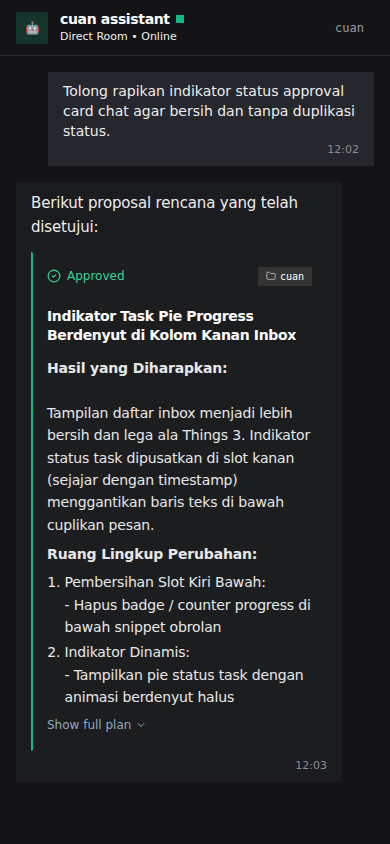 cuan assistant
Direct Room • Online
cuan
Tolong rapikan indikator status approval
card chat agar bersih dan tanpa duplikasi
status.
12:02
Berikut proposal rencana yang telah
disetujui:
Approved
cuan
Indikator Task Pie Progress
Berdenyut di Kolom Kanan Inbox
Hasil yang Diharapkan:
Tampilan daftar inbox menjadi lebih
bersih dan lega ala Things 3. Indikator
status task dipusatkan di slot kanan
(sejajar dengan timestamp)
menggantikan baris teks di bawah
cuplikan pesan.
Ruang Lingkup Perubahan:
1. Pembersihan Slot Kiri Bawah:
- Hapus badge / counter progress di
bawah snippet obrolan
2. Indikator Dinamis:
- Tampilkan pie status task dengan
animasi berdenyut halus
Show full plan
12:03